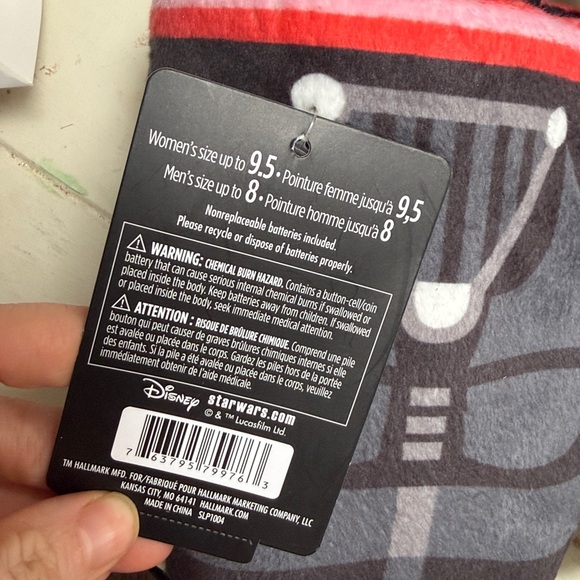 Women's size up to 9.5 • Pointure femme jusqu'à 9,5
Men's size up to 8 • Pointure homme jusqu'à 8
Nonreplaceable batteries included.
Please recycle or dispose of batteries properly.
WARNING: CHEMICAL BURN HAZARD. Contains a button-cell/coin
battery that can cause serious internal chemical burns if swallowed or
placed inside the body. Keep batteries away from children. If swallowed
or placed inside the body, seek immediate medical attention.
ATTENTION : RISQUE DE BRÛLURE CHIMIQUE. Comprend une pile
bouton qui peut causer de graves brûlures chimiques internes si elle
est avalée ou placée dans le corps. Gardez les piles hors de la portée
des enfants. Si la pile a été avalée ou placée dans le corps, veuillez
immédiatement obtenir de l'aide médicale.
Disney starwars.com
© & ™ Lucasfilm Ltd.
7 63795 79976 3
TM HALLMARK MFD. FOR/FABRIQUÉ POUR HALLMARK MARKETING COMPANY, LLC
KANSAS CITY, MO 64141 HALLMARK.COM
MADE IN CHINA SLP1004